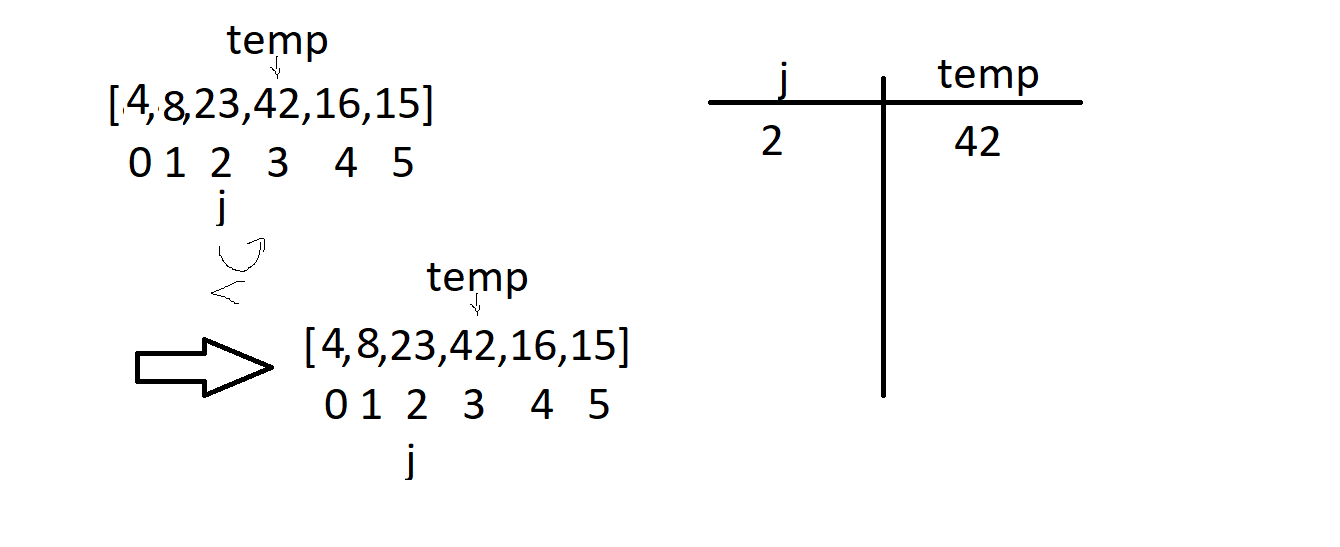 temp
[4,8,23,42,16,15]
0 1 2 3 4 5
j
<
temp
[4,8,23,42,16,15]
0 1 2 3 4 5
j
j temp
2 42